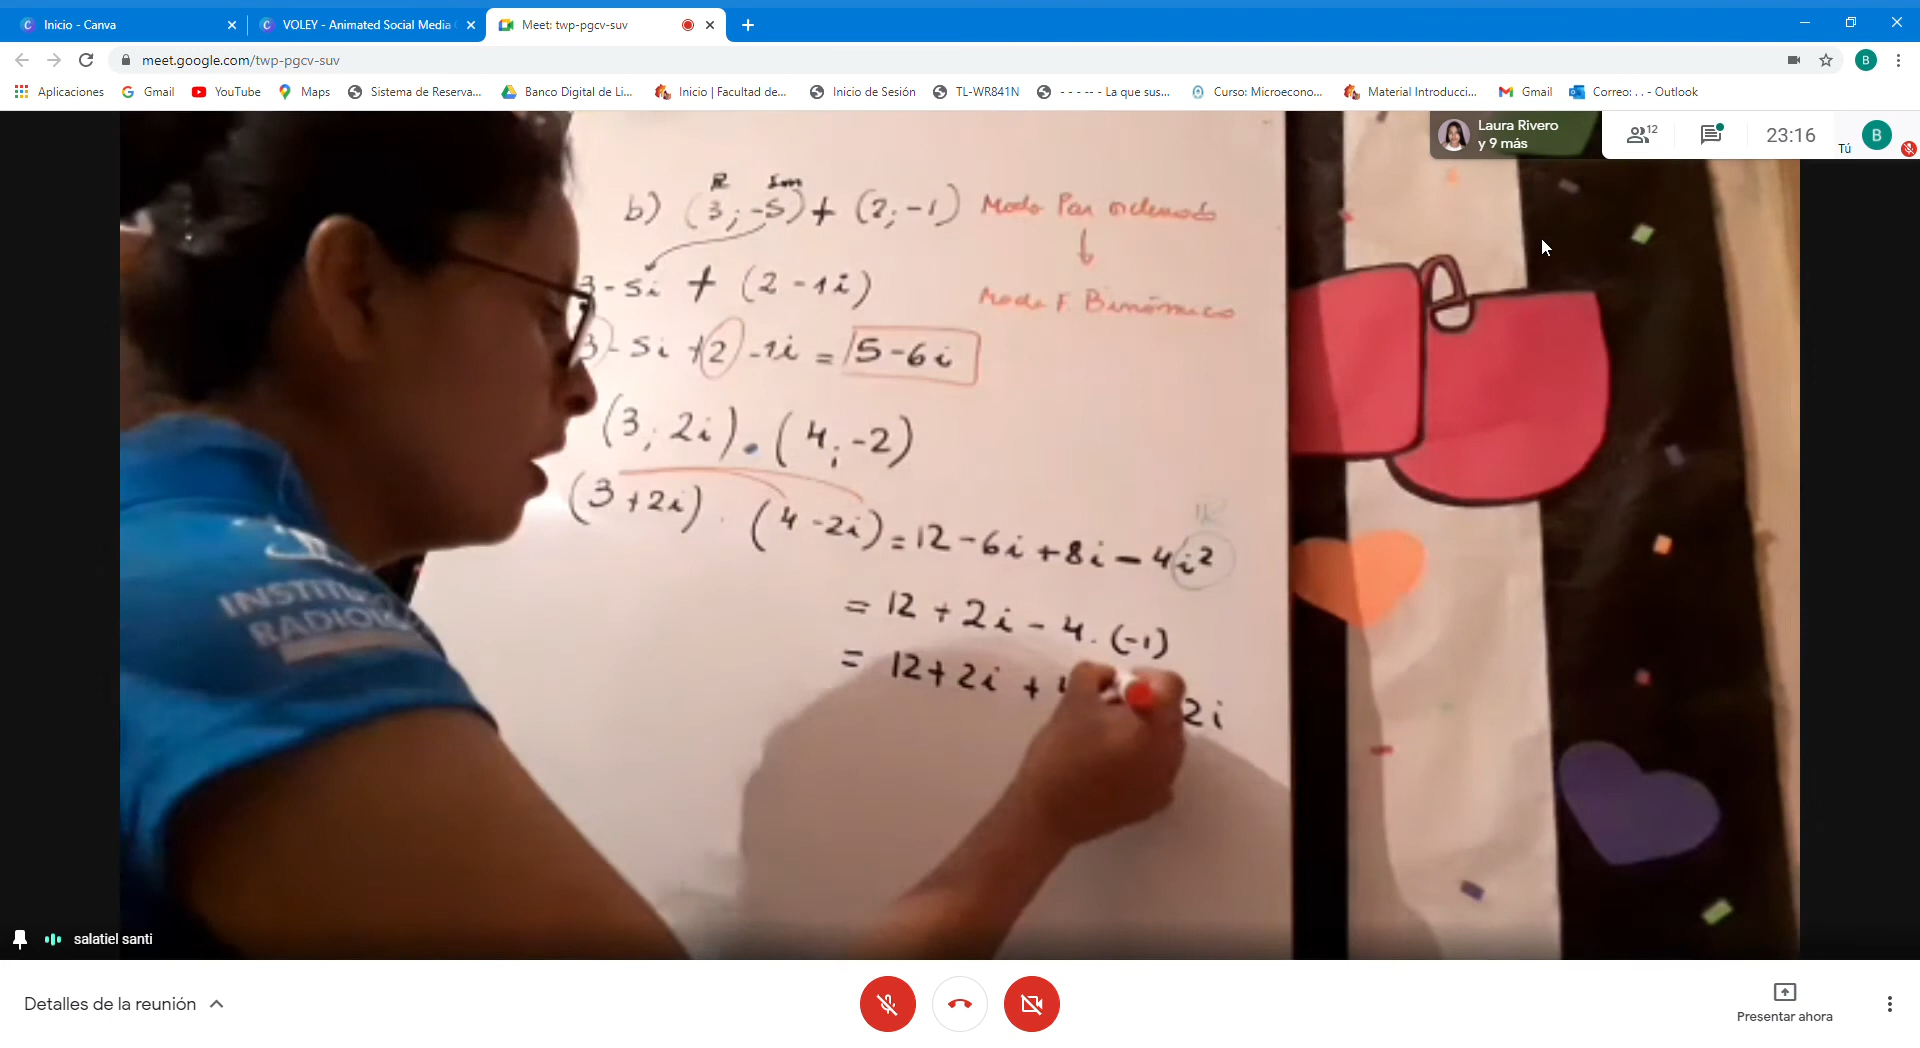 Inicio - Canva
VOLEY - Animated Social Media
Meet: twp-pgcv-suv
meet.google.com/twp-pgcv-suv
B
Aplicaciones
Gmail
YouTube
Maps
Sistema de Reserva...
Banco Digital de Li...
Inicio | Facultad de...
Inicio de Sesión
TL-WR841N
- - - -- - La que sus...
Curso: Microecono...
Material Introducci...
Gmail
Correo: . . - Outlook
Laura Rivero
y 9 más
12
23:16
Tú
B
R Im
b) (3 ; -5) + (2 ; -1) Modo Par ordenado
3 - 5i + (2 - 1i) Modo F. Binómico
3 - 5i + 2 - 1i = 5 - 6i
(3 ; 2i) . (4 ; -2)
(3 + 2i) . (4 - 2i) = 12 - 6i + 8i - 4i²
= 12 + 2i - 4 . (-1)
= 12 + 2i + 2i
INSTITU
RADIO
salatiel santi
Detalles de la reunión
Presentar ahora